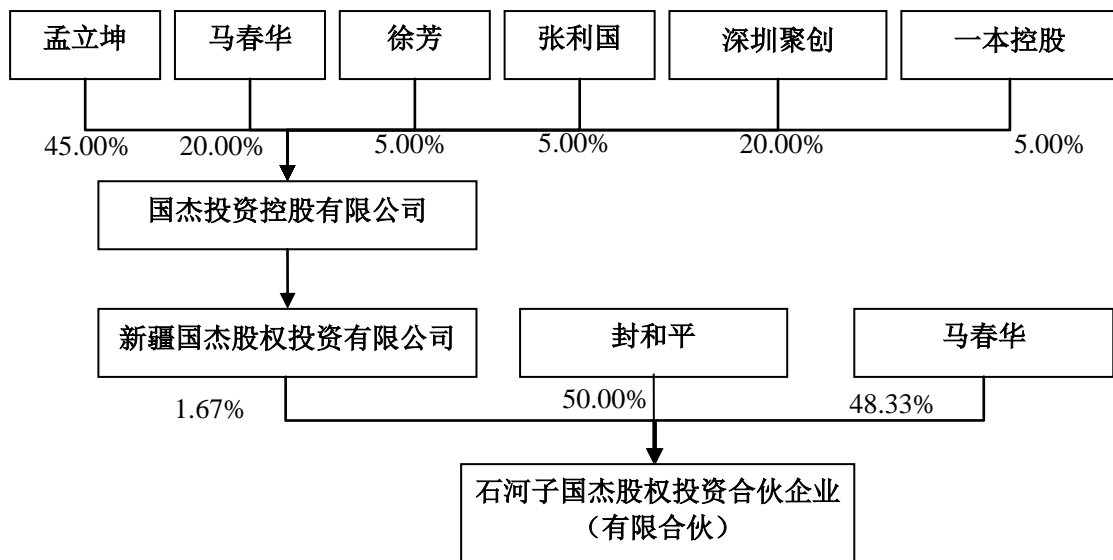 孟立坤
马春华
徐芳
张利国
深圳聚创
一本控股
45.00%
20.00%
5.00%
5.00%
20.00%
5.00%
国杰投资控股有限公司
新疆国杰股权投资有限公司
封和平
马春华
1.67%
50.00%
48.33%
石河子国杰股权投资合伙企业
（有限合伙）